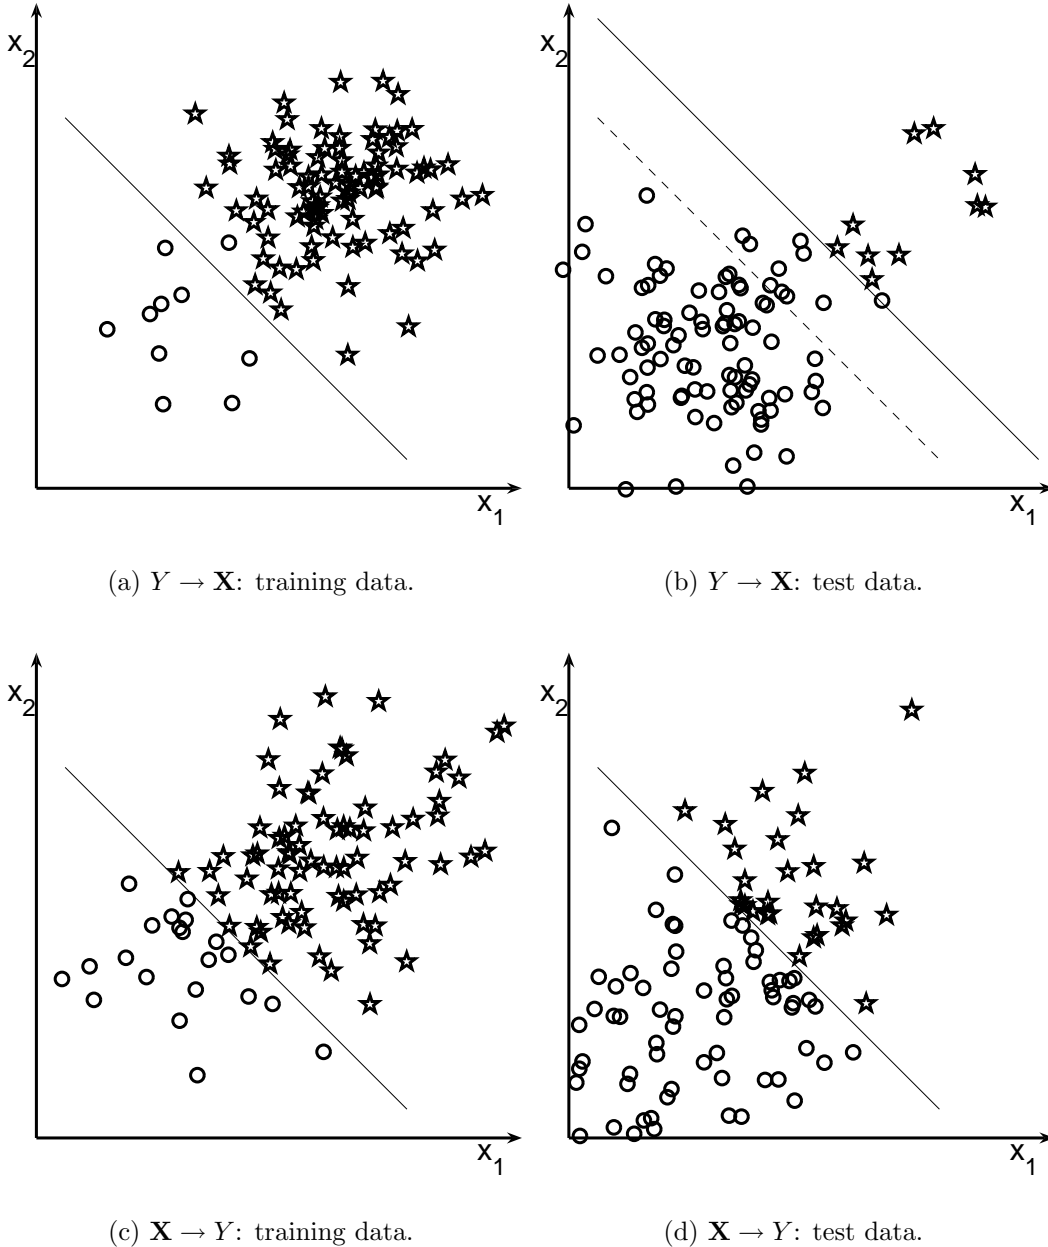 x2
x1
x2
x1
(a) Y → X: training data.
(b) Y → X: test data.
x2
x1
x2
x1
(c) X → Y: training data.
(d) X → Y: test data.